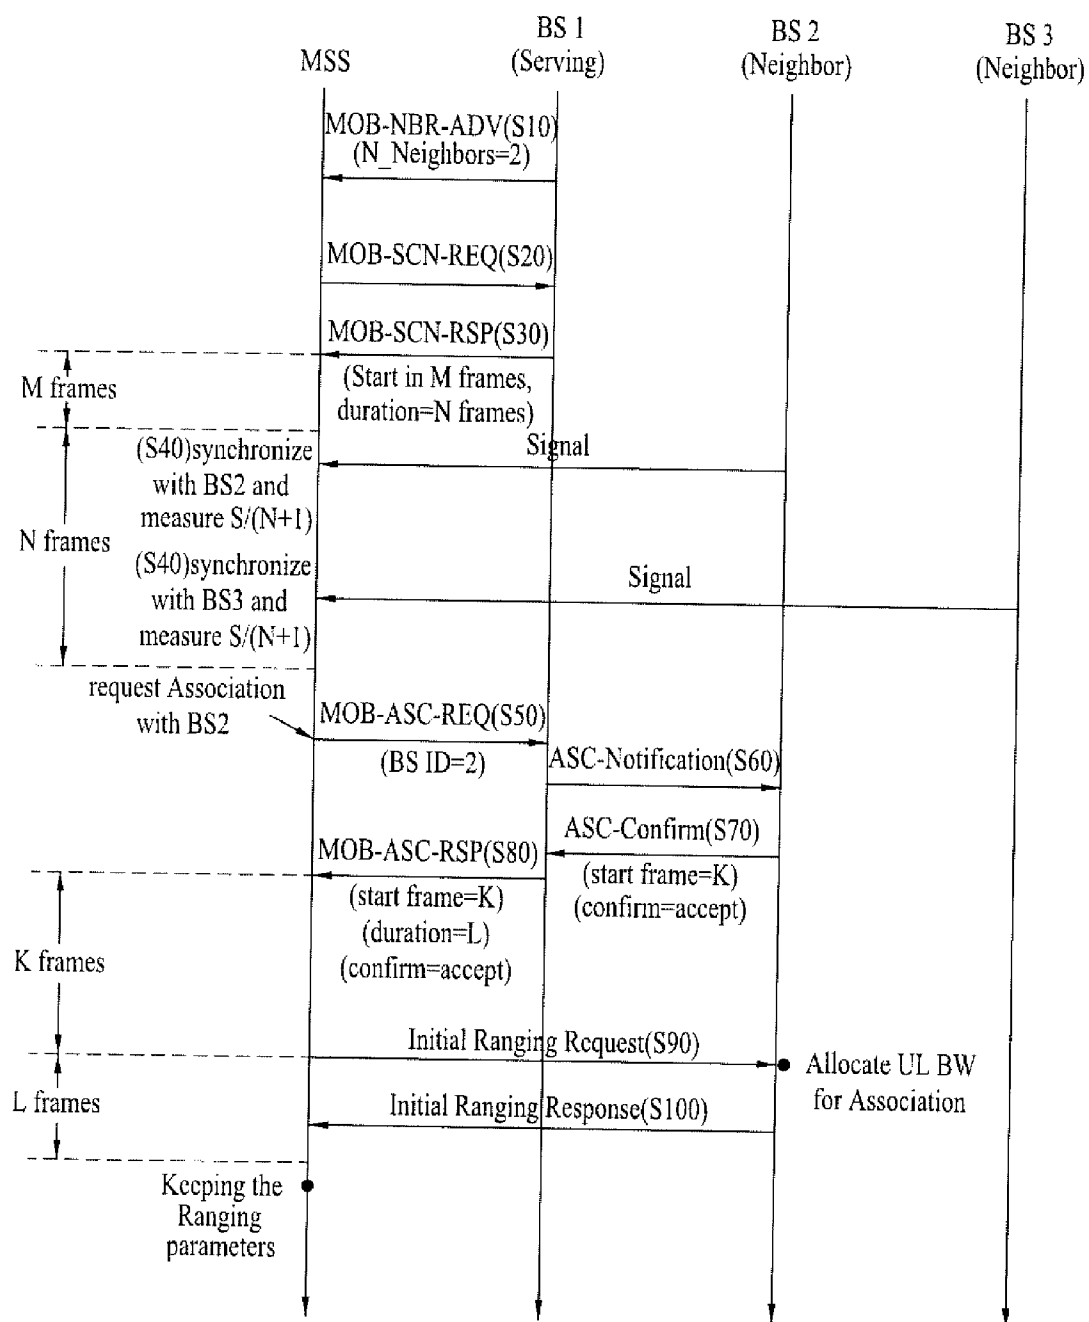 MSS
BS 1
(Serving)
BS 2
(Neighbor)
BS 3
(Neighbor)
MOB-NBR-ADV(S10)
(N_Neighbors=2)
MOB-SCN-REQ(S20)
MOB-SCN-RSP(S30)
M frames
(Start in M frames,
duration=N frames)
(S40)synchronize
with BS2 and
measure S/(N+1)
Signal
N frames
(S40)synchronize
with BS3 and
measure S/(N+1)
Signal
request Association
with BS2
MOB-ASC-REQ(S50)
(BS ID=2)
ASC-Notification(S60)
ASC-Confirm(S70)
(start frame=K)
(confirm=accept)
MOB-ASC-RSP(S80)
(start frame=K)
(duration=L)
(confirm=accept)
K frames
Initial Ranging Request(S90)
Allocate UL BW
for Association
L frames
Initial Ranging Response(S100)
Keeping the
Ranging
parameters